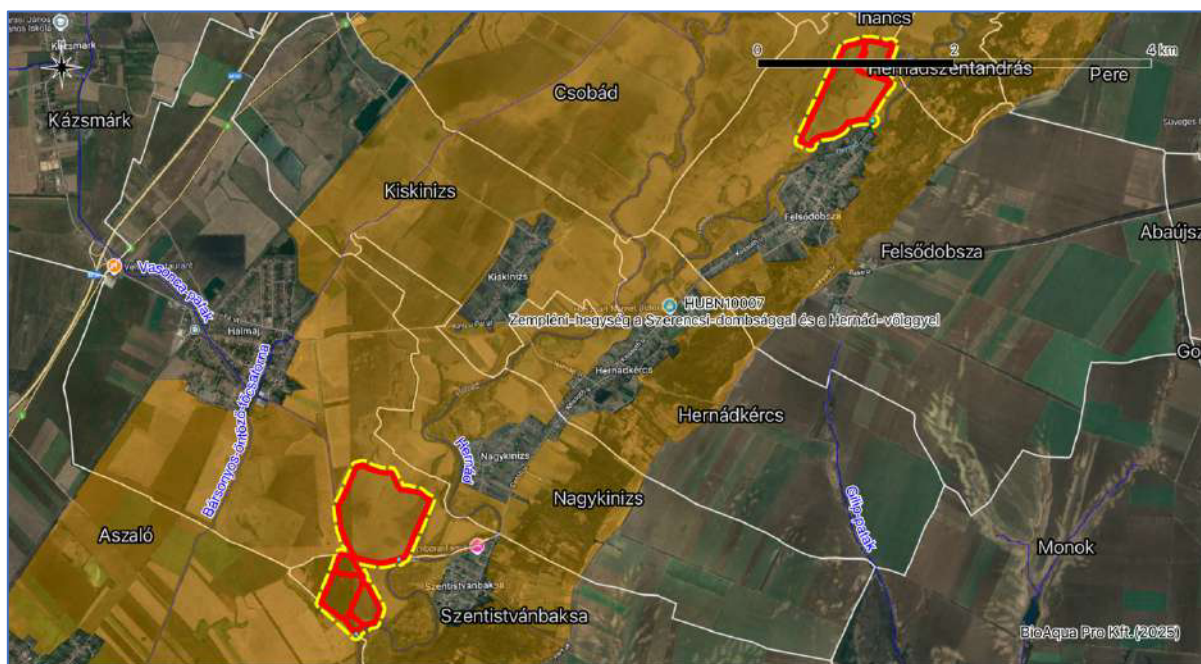 Kázsmárk
Inancs
0 2 4 km
Hernádszentandrás
Pere
Csobád
Kázsmárk
Kiskinizs
Felsődobsza
Felsődobsza
Abaújsz
Vasonca-patak
Kiskinizs
HUBN10007
Zempléni-hegység a Szerencsi-dombsággal és a Hernád-völggyel
Halmaj
Go
Hernádkércs
Hernádkércs
Bársonyos-öntöző-főcsatorna
Hernád
Nagykinizs
Nagykinizs
Gilip-patak
Aszaló
Monok
Szentistvánbaksa
Szentistvánbaksa
BioAqua Pro Kft. (2025)